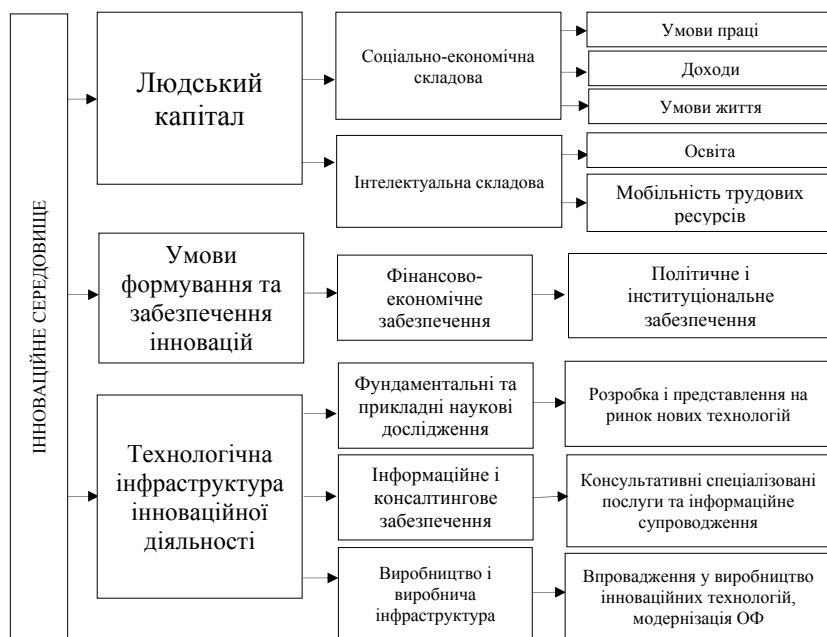 ІННОВАЦІЙНЕ СЕРЕДОВИЩЕ
Людський
капітал
Соціально-економічна
складова
Умови праці
Доходи
Умови життя
Інтелектуальна складова
Освіта
Мобільність трудових
ресурсів
Умови
формування та
забезпечення
інновацій
Фінансово-
економічне
забезпечення
Політичне і
інституціональне
забезпечення
Технологічна
інфраструктура
інноваційної
діяльності
Фундаментальні та
прикладні наукові
дослідження
Розробка і представлення на
ринок нових технологій
Інформаційне і
консалтингове
забезпечення
Консультативні спеціалізовані
послуги та інформаційне
супроводження
Виробництво і
виробнича
інфраструктура
Впровадження у виробництво
інноваційних технологій,
модернізація ОФ